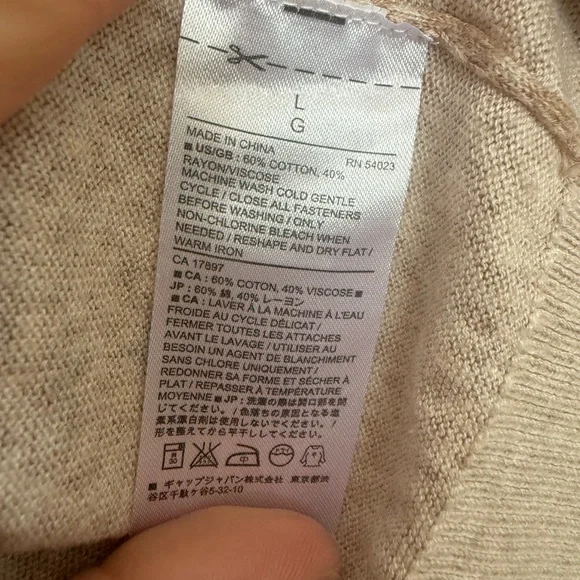 L
G
MADE IN CHINA RN 54023
■ US/GB : 60% COTTON, 40%
RAYON/VISCOSE
MACHINE WASH COLD GENTLE
CYCLE / CLOSE ALL FASTENERS
BEFORE WASHING / ONLY
NON-CHLORINE BLEACH WHEN
NEEDED / RESHAPE AND DRY FLAT /
WARM IRON
CA 17897
■ CA : 60% COTON, 40% VISCOSE ■
JP : 60% 綿, 40% レーヨン
■ CA : LAVER À LA MACHINE À L'EAU
FROIDE AU CYCLE DÉLICAT /
FERMER TOUTES LES ATTACHES
AVANT LE LAVAGE / UTILISER AU
BESOIN UN AGENT DE BLANCHIMENT
SANS CHLORE UNIQUEMENT /
REDONNER SA FORME ET SÉCHER À
PLAT / REPASSER À TEMPÉRATURE
MOYENNE ■ JP : 洗濯の際は開口部を閉
じてください。/ 色落ちの原因となる塩
素系漂白剤は使用しないでください。/
形を整えてから平干ししてください。
30
中
■ ギャップジャパン株式会社 東京都渋
谷区千駄ヶ谷5-32-10